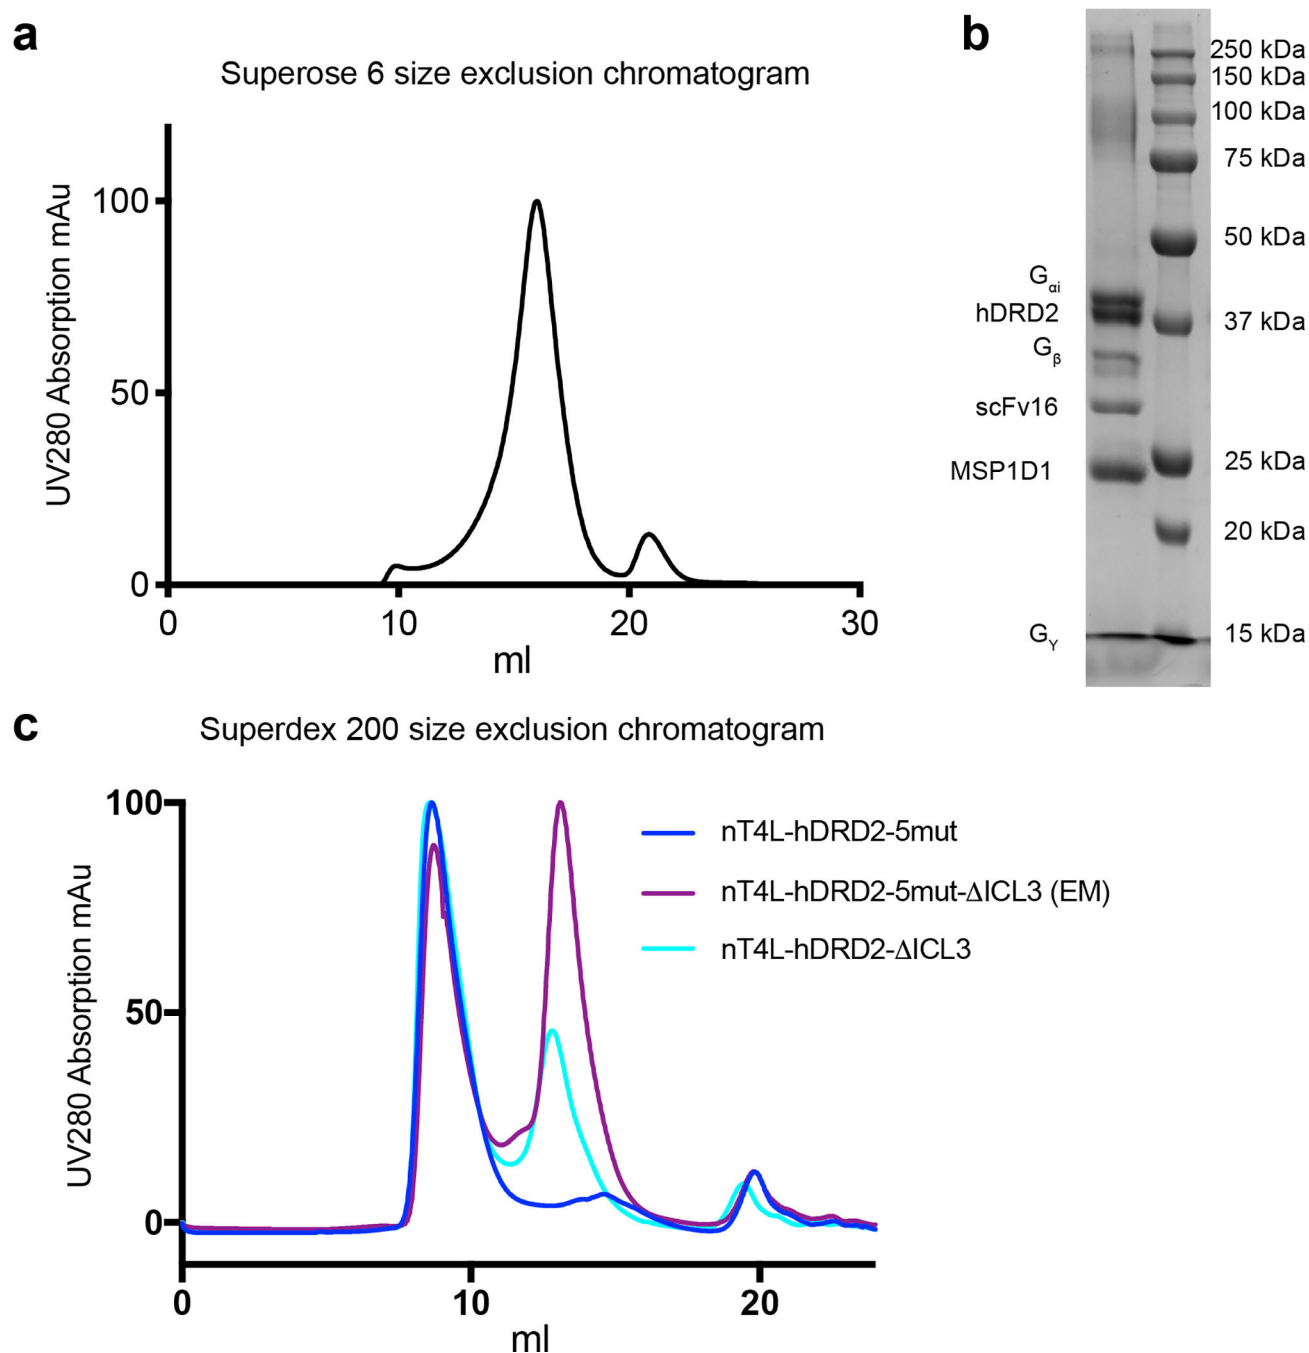 a
Superose 6 size exclusion chromatogram
UV280 Absorption mAu
100
50
0
0
10
20
30
ml
b
250 kDa
150 kDa
100 kDa
75 kDa
50 kDa
37 kDa
25 kDa
20 kDa
15 kDa
Gαi
hDRD2
Gβ
scFv16
MSP1D1
GY
c
Superdex 200 size exclusion chromatogram
UV280 Absorption mAu
100
50
0
0
10
20
ml
nT4L-hDRD2-5mut
nT4L-hDRD2-5mut-ΔICL3 (EM)
nT4L-hDRD2-ΔICL3